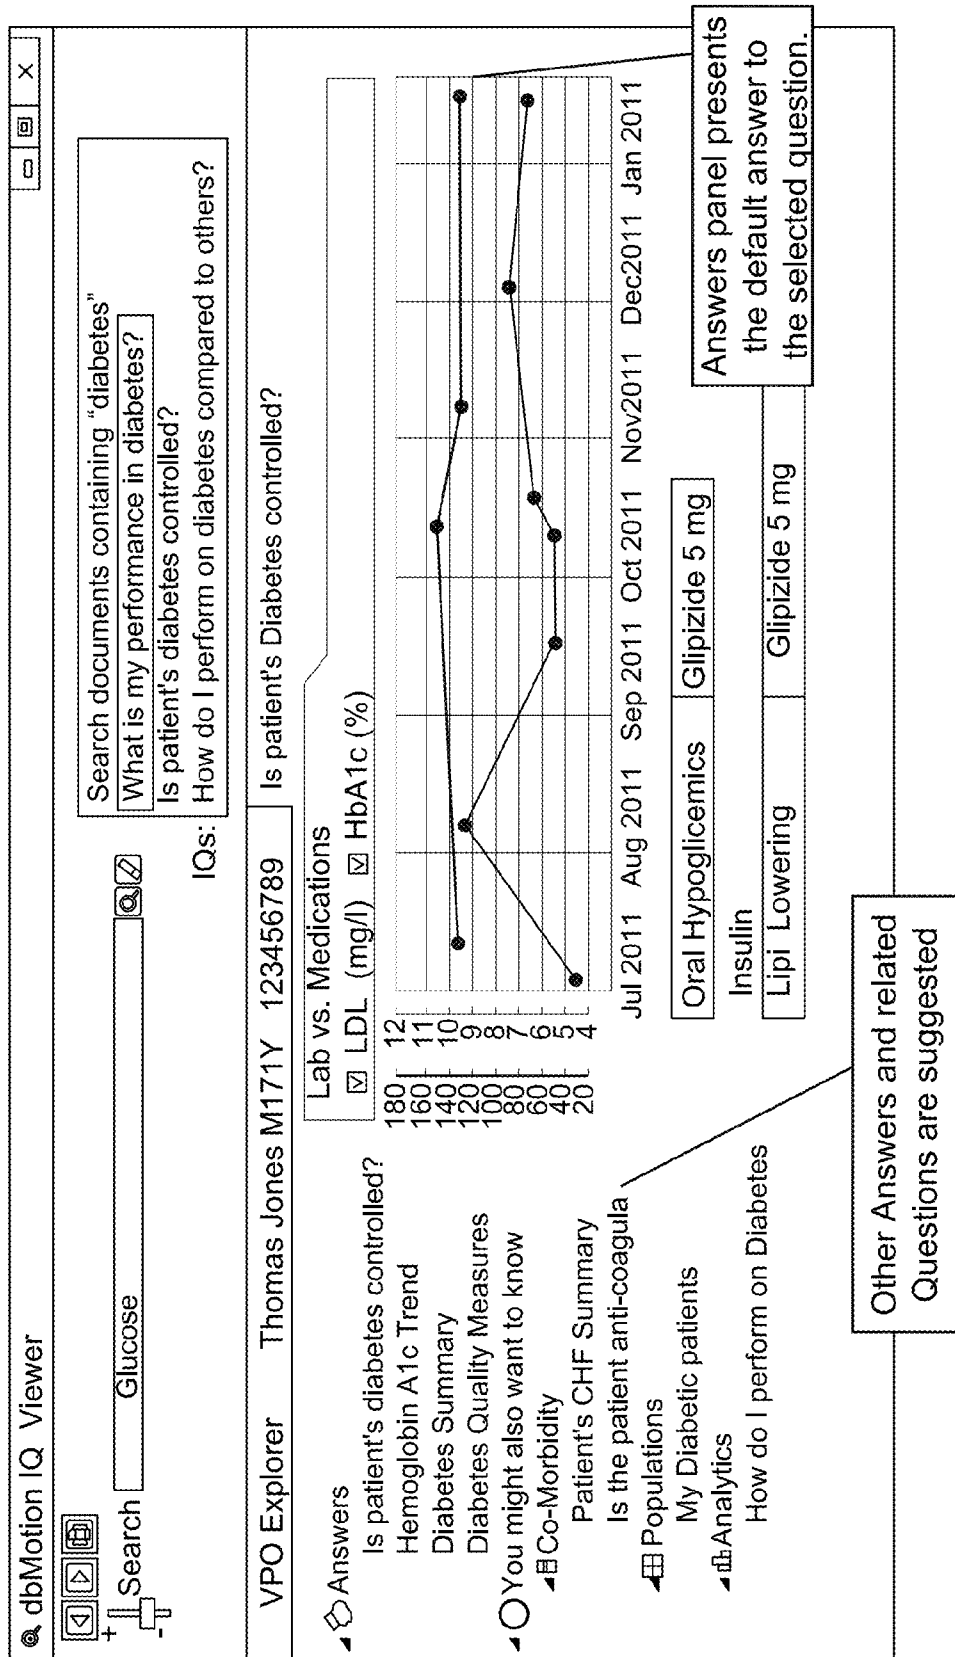 dbMotion IQ Viewer
Search
Glucose
Search documents containing "diabetes"
What is my performance in diabetes?
Is patient's diabetes controlled?
IQs: How do I perform on diabetes compared to others?
VPO Explorer Thomas Jones M171Y 123456789 Is patient's Diabetes controlled?
Answers
Is patient's diabetes controlled?
Hemoglobin A1c Trend
Diabetes Summary
Diabetes Quality Measures
You might also want to know
Co-Morbidity
Patient's CHF Summary
Is the patient anti-coagula
Populations
My Diabetic patients
Analytics
How do I perform on Diabetes
Lab vs. Medications
LDL (mg/l) HbA1c (%)
180 12
160 11
140 10
120 9
100 8
80 7
60 6
40 5
20 4
Jul 2011 Aug 2011 Sep 2011 Oct 2011 Nov2011 Dec2011 Jan 2011
Oral Hypoglicemics Glipizide 5 mg
Insulin
Lipi Lowering Glipizide 5 mg
Answers panel presents
the default answer to
the selected question.
Other Answers and related
Questions are suggested